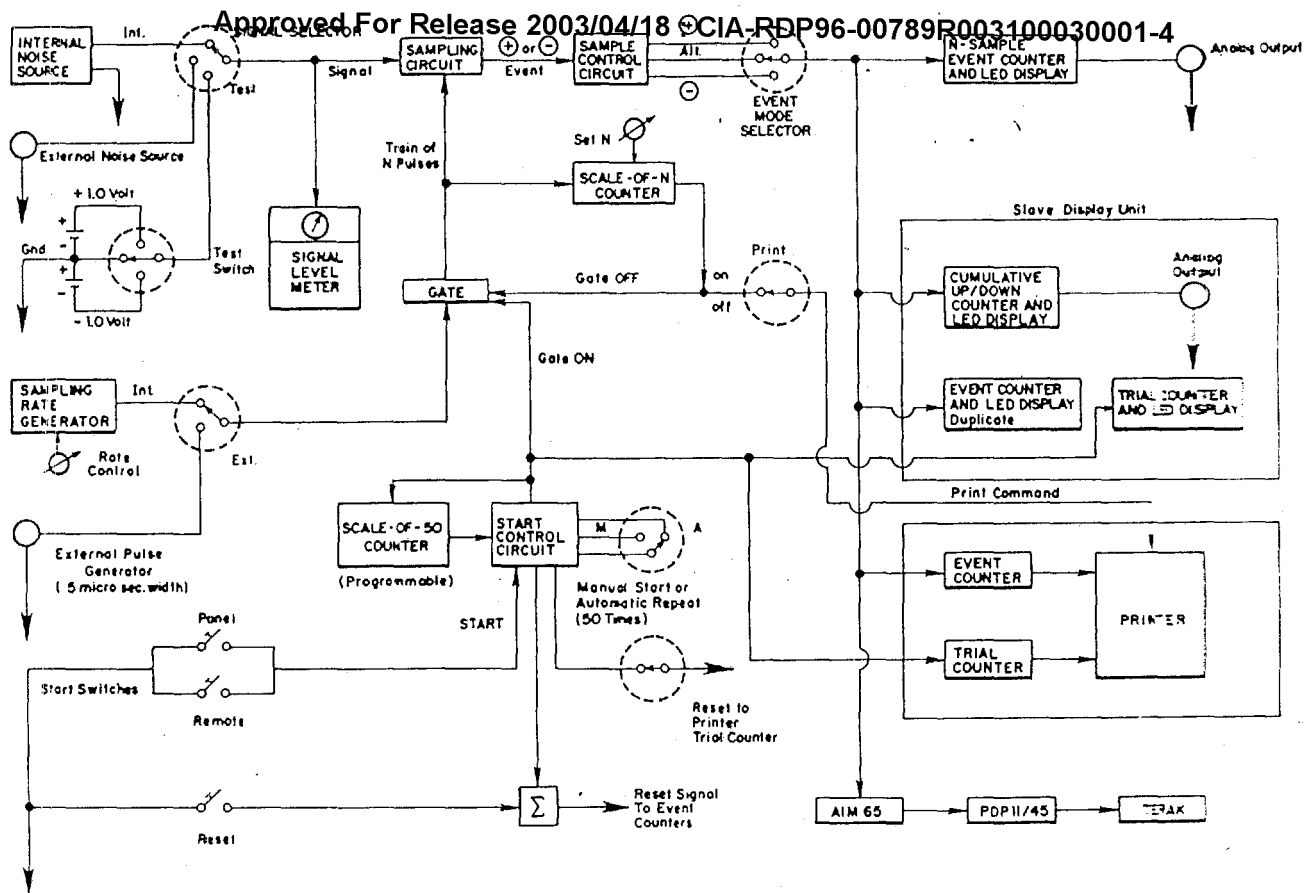 Approved For Release 2003/04/18 : CIA-RDP96-00789R003100030001-4
INTERNAL
NOISE
SOURCE
Int.
SIGNAL SELECTOR
Test
Signal
SAMPLING
CIRCUIT
⊕ or ⊖
Event
SAMPLE
CONTROL
CIRCUIT
⊕
Alt.
⊖
EVENT
MODE
SELECTOR
N-SAMPLE
EVENT COUNTER
AND LED DISPLAY
Analog Output
External Noise Source
+ 1.0 Volt
+
-
Gnd
+
-
- 1.0 Volt
Test
Switch
SIGNAL
LEVEL
METER
Train of
N Pulses
Set N
SCALE-OF-N
COUNTER
GATE
Gate OFF
Gate ON
Print
on
off
Slave Display Unit
CUMULATIVE
UP/DOWN
COUNTER AND
LED DISPLAY
Analog
Output
EVENT COUNTER
AND LED DISPLAY
Duplicate
TRIAL COUNTER
AND LED DISPLAY
SAMPLING
RATE
GENERATOR
Int
Ext.
Rate
Control
External Pulse
Generator
(.5 micro sec. width)
SCALE-OF-50
COUNTER
(Programmable)
START
CONTROL
CIRCUIT
M
A
Manual Start or
Automatic Repeat
(50 Times)
START
Print Command
EVENT
COUNTER
TRIAL
COUNTER
PRINTER
Panel
Start Switches
Remote
Reset to
Printer
Trial Counter
Reset
Σ
Reset Signal
To Event
Counters
AIM 65
PDP 11/45
TERAK